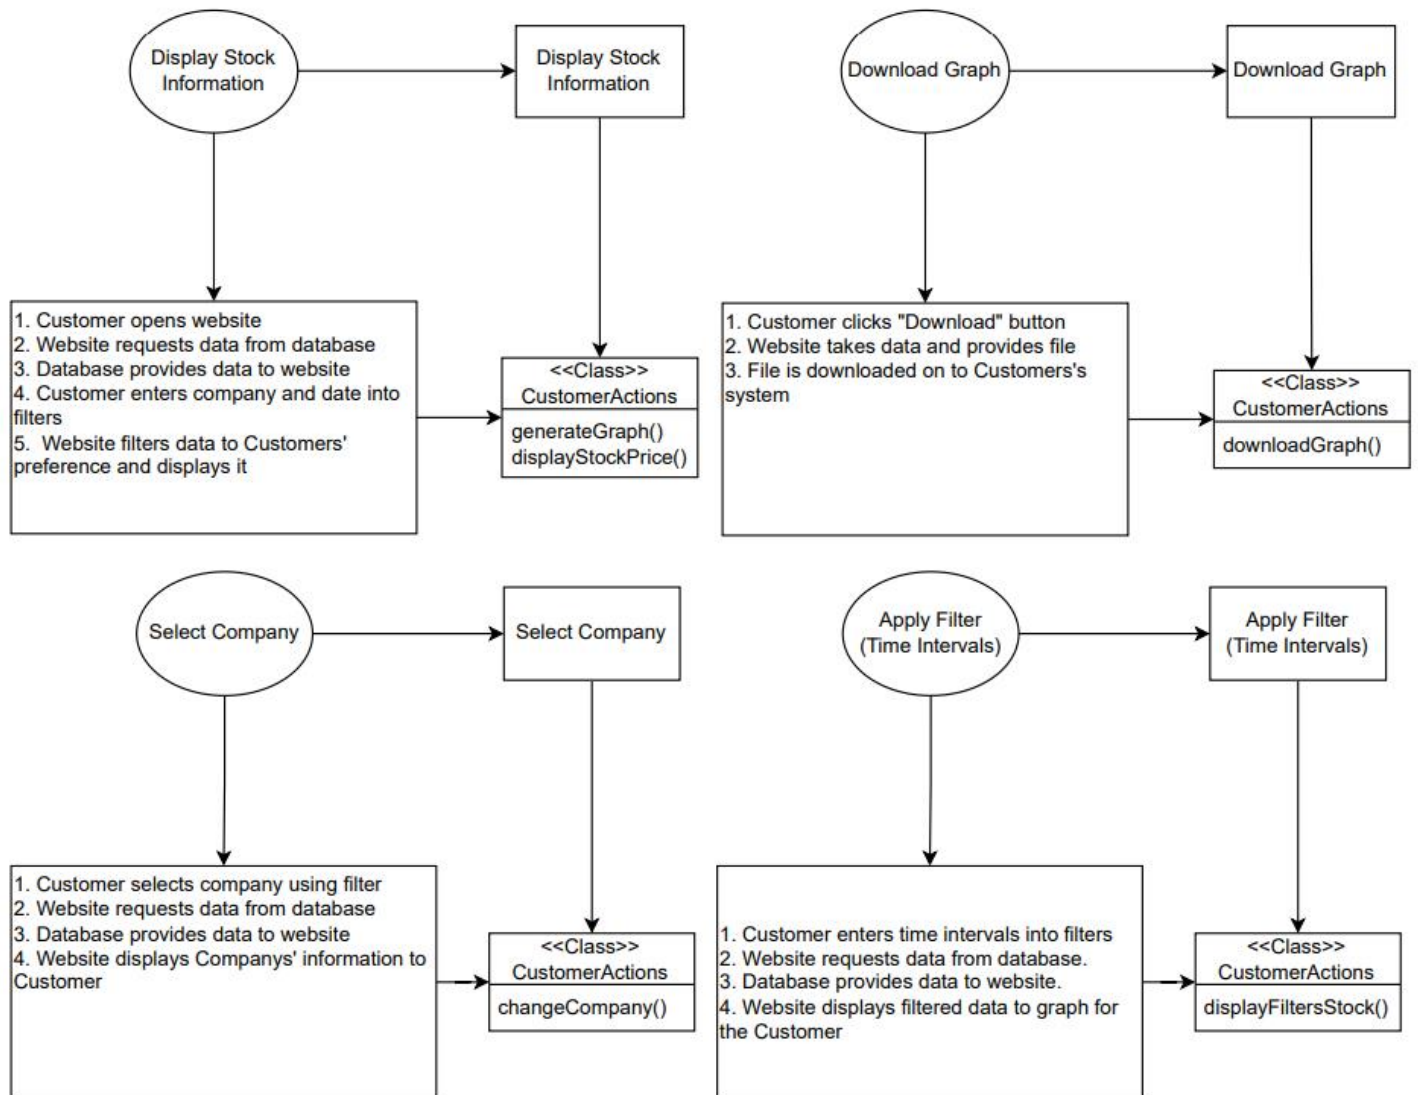 Display Stock
Information
Display Stock
Information
1. Customer opens website
2. Website requests data from database
3. Database provides data to website
4. Customer enters company and date into
filters
5.  Website filters data to Customers'
preference and displays it
<<Class>>
CustomerActions
generateGraph()
displayStockPrice()
Download Graph
Download Graph
1. Customer clicks "Download" button
2. Website takes data and provides file
3. File is downloaded on to Customers's
system
<<Class>>
CustomerActions
downloadGraph()
Select Company
Select Company
1. Customer selects company using filter
2. Website requests data from database
3. Database provides data to website
4. Website displays Companys' information to
Customer
<<Class>>
CustomerActions
changeCompany()
Apply Filter
(Time Intervals)
Apply Filter
(Time Intervals)
1. Customer enters time intervals into filters
2. Website requests data from database.
3. Database provides data to website.
4. Website displays filtered data to graph for
the Customer
<<Class>>
CustomerActions
displayFiltersStock()